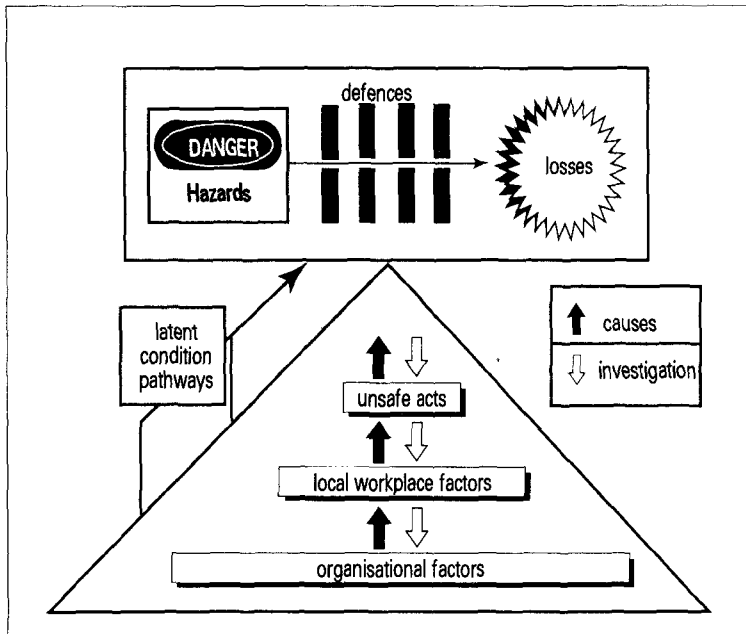 defences
DANGER
Hazards
losses
latent
condition
pathways
causes
investigation
unsafe acts
local workplace factors
organisational factors